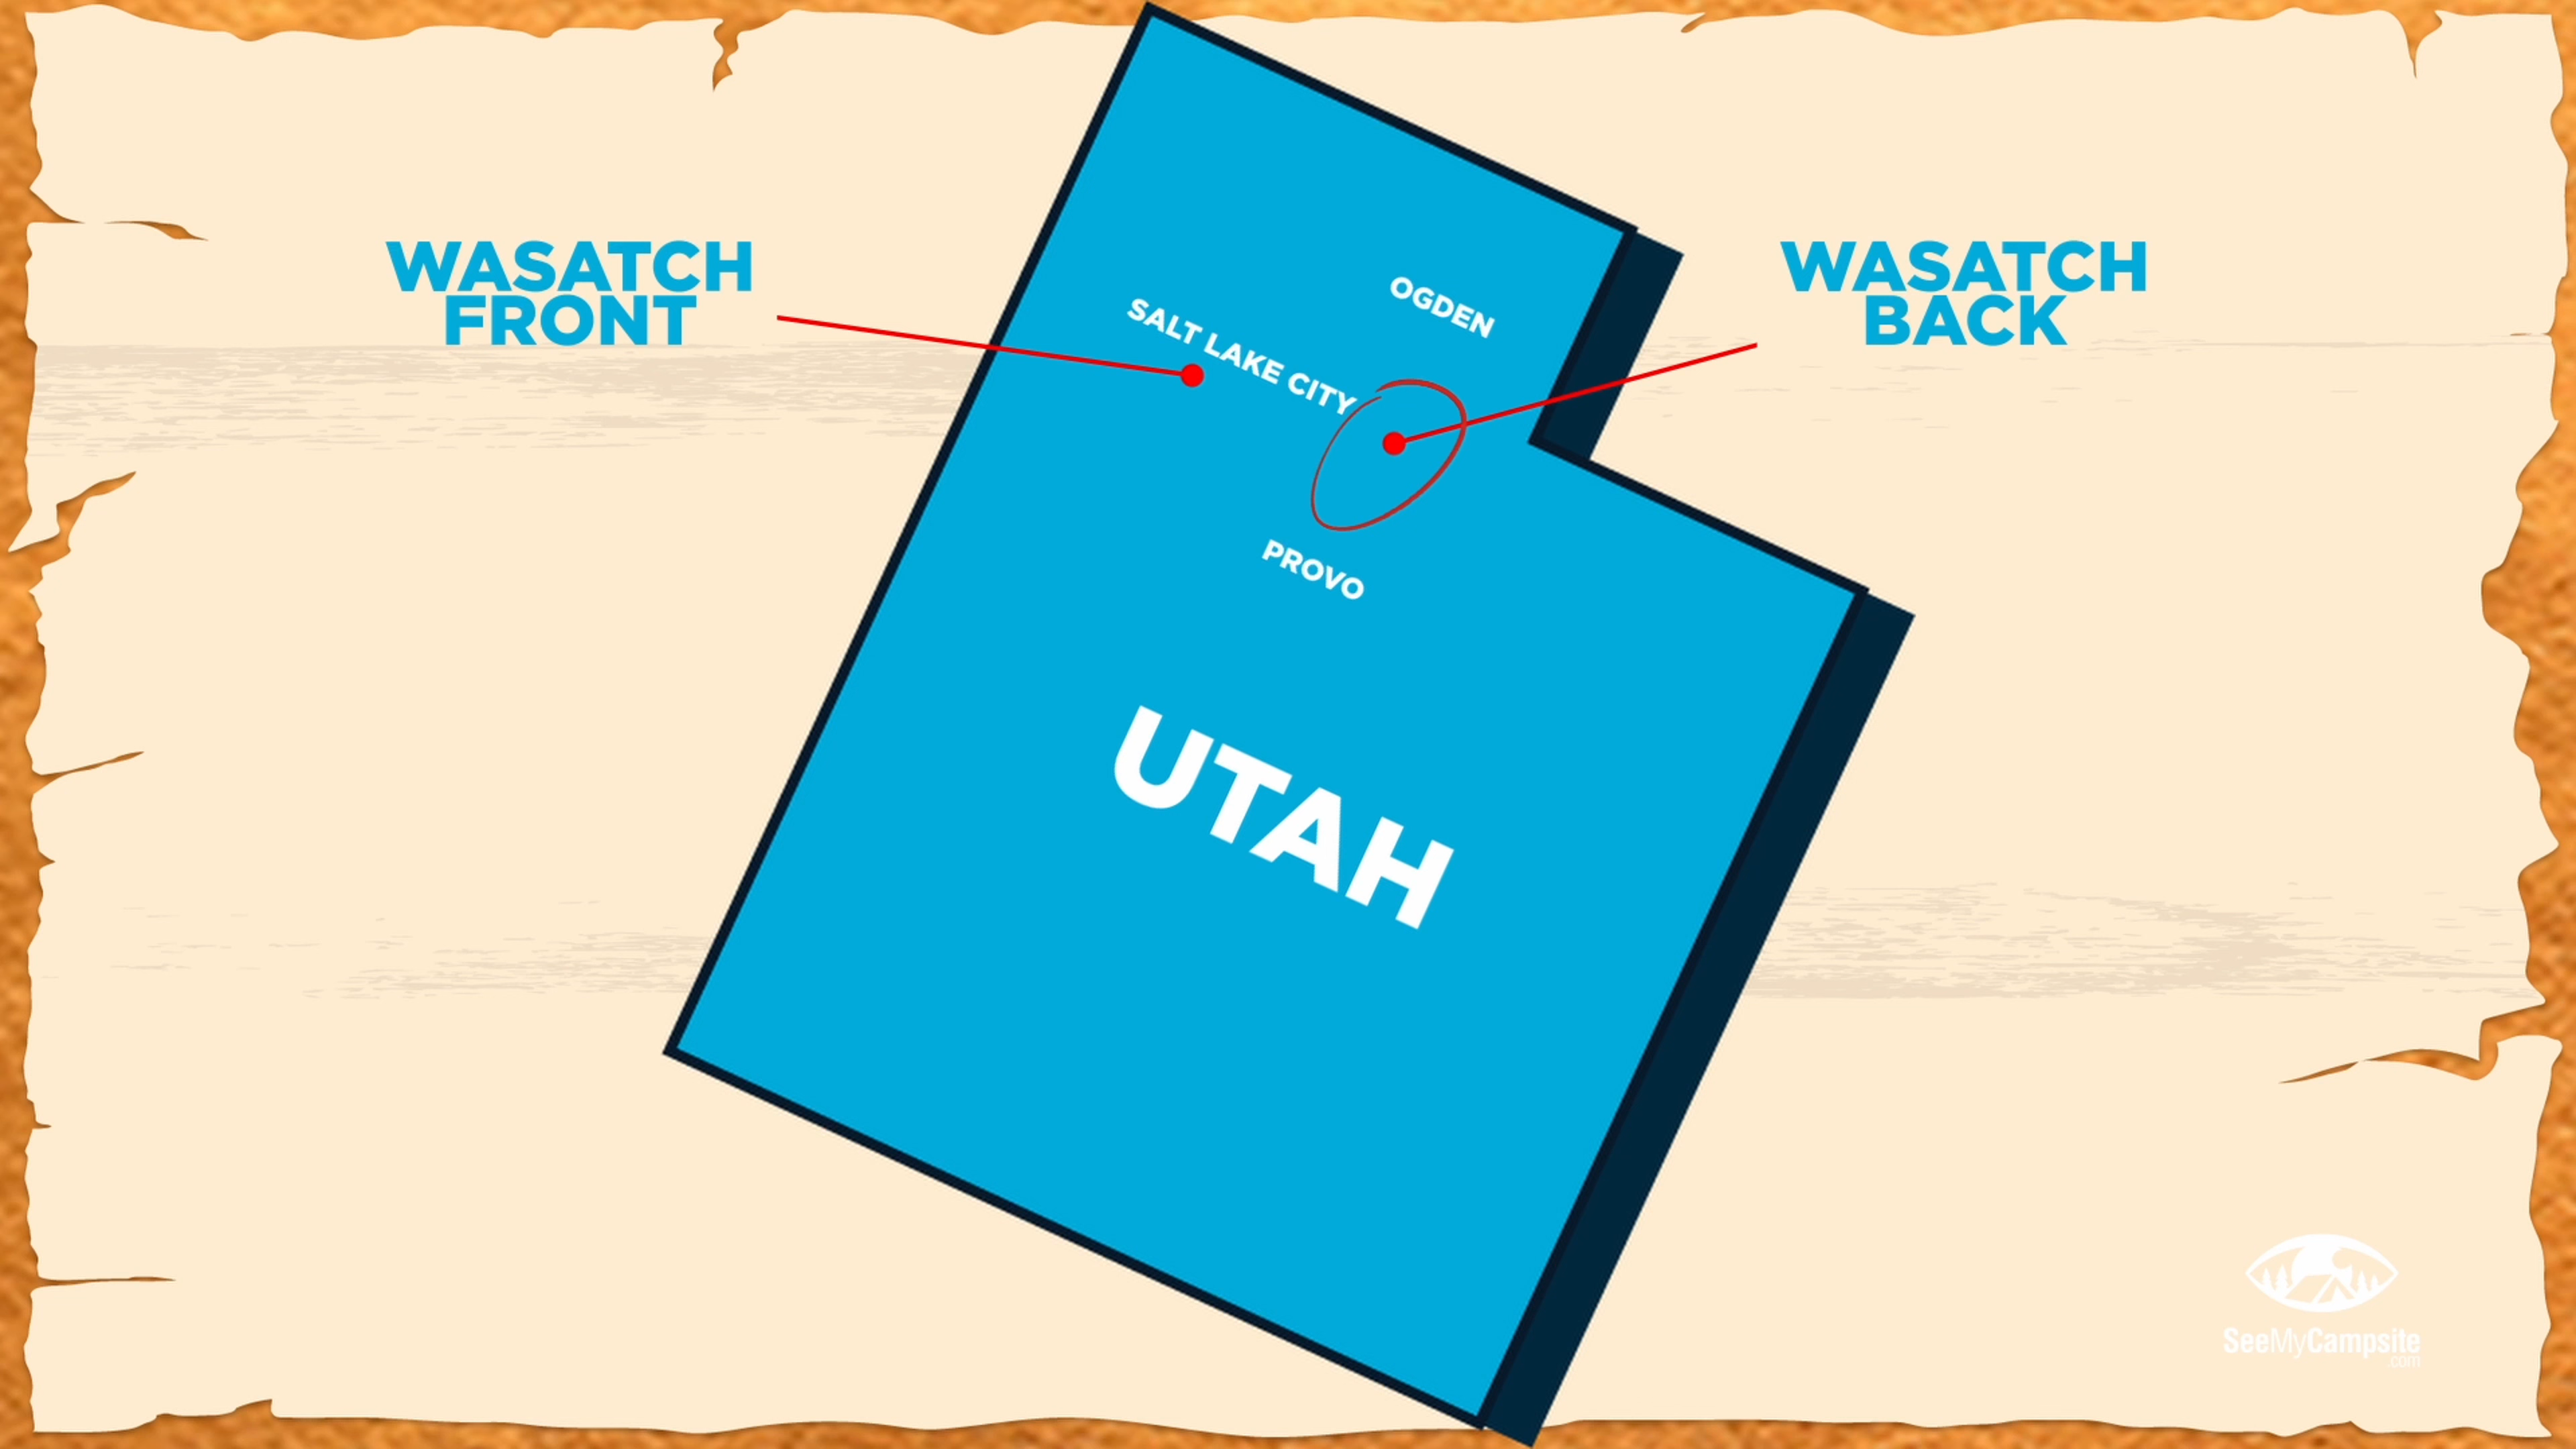 WASATCH
FRONT
WASATCH
BACK
OGDEN
SALT LAKE CITY
PROVO
UTAH
SeeMyCampsite
.com